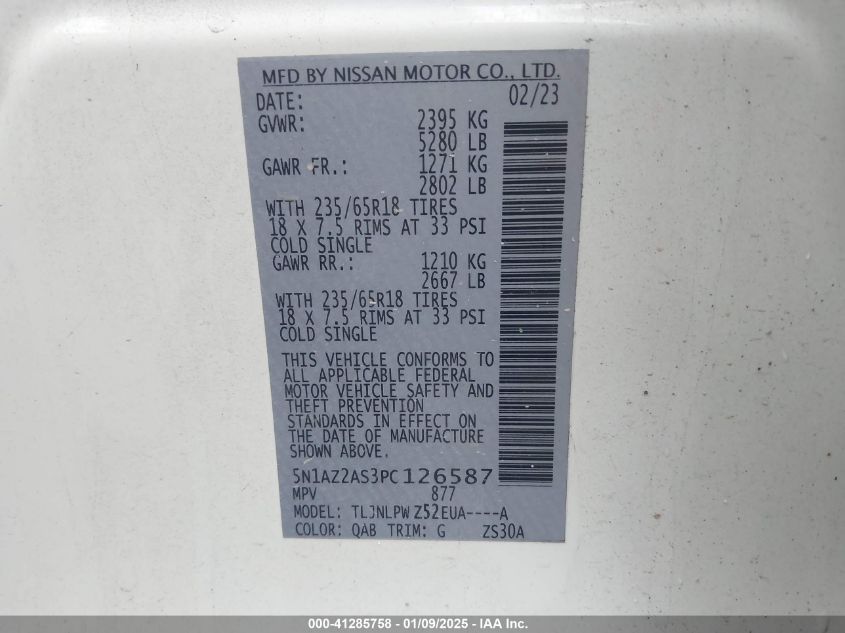 MFD BY NISSAN MOTOR CO., LTD.
DATE: 02/23
GVWR: 2395 KG
5280 LB
GAWR FR.: 1271 KG
2802 LB
WITH 235/65R18 TIRES
18 X 7.5 RIMS AT 33 PSI
COLD SINGLE
GAWR RR.: 1210 KG
2667 LB
WITH 235/65R18 TIRES
18 X 7.5 RIMS AT 33 PSI
COLD SINGLE
THIS VEHICLE CONFORMS TO
ALL APPLICABLE FEDERAL
MOTOR VEHICLE SAFETY AND
THEFT PREVENTION
STANDARDS IN EFFECT ON
THE DATE OF MANUFACTURE
SHOWN ABOVE.
5N1AZ2AS3PC126587
MPV 877
MODEL: TLJNLPWZ52EUA----A
COLOR: QAB TRIM: G ZS30A
000-41285758 - 01/09/2025 - IAA Inc.